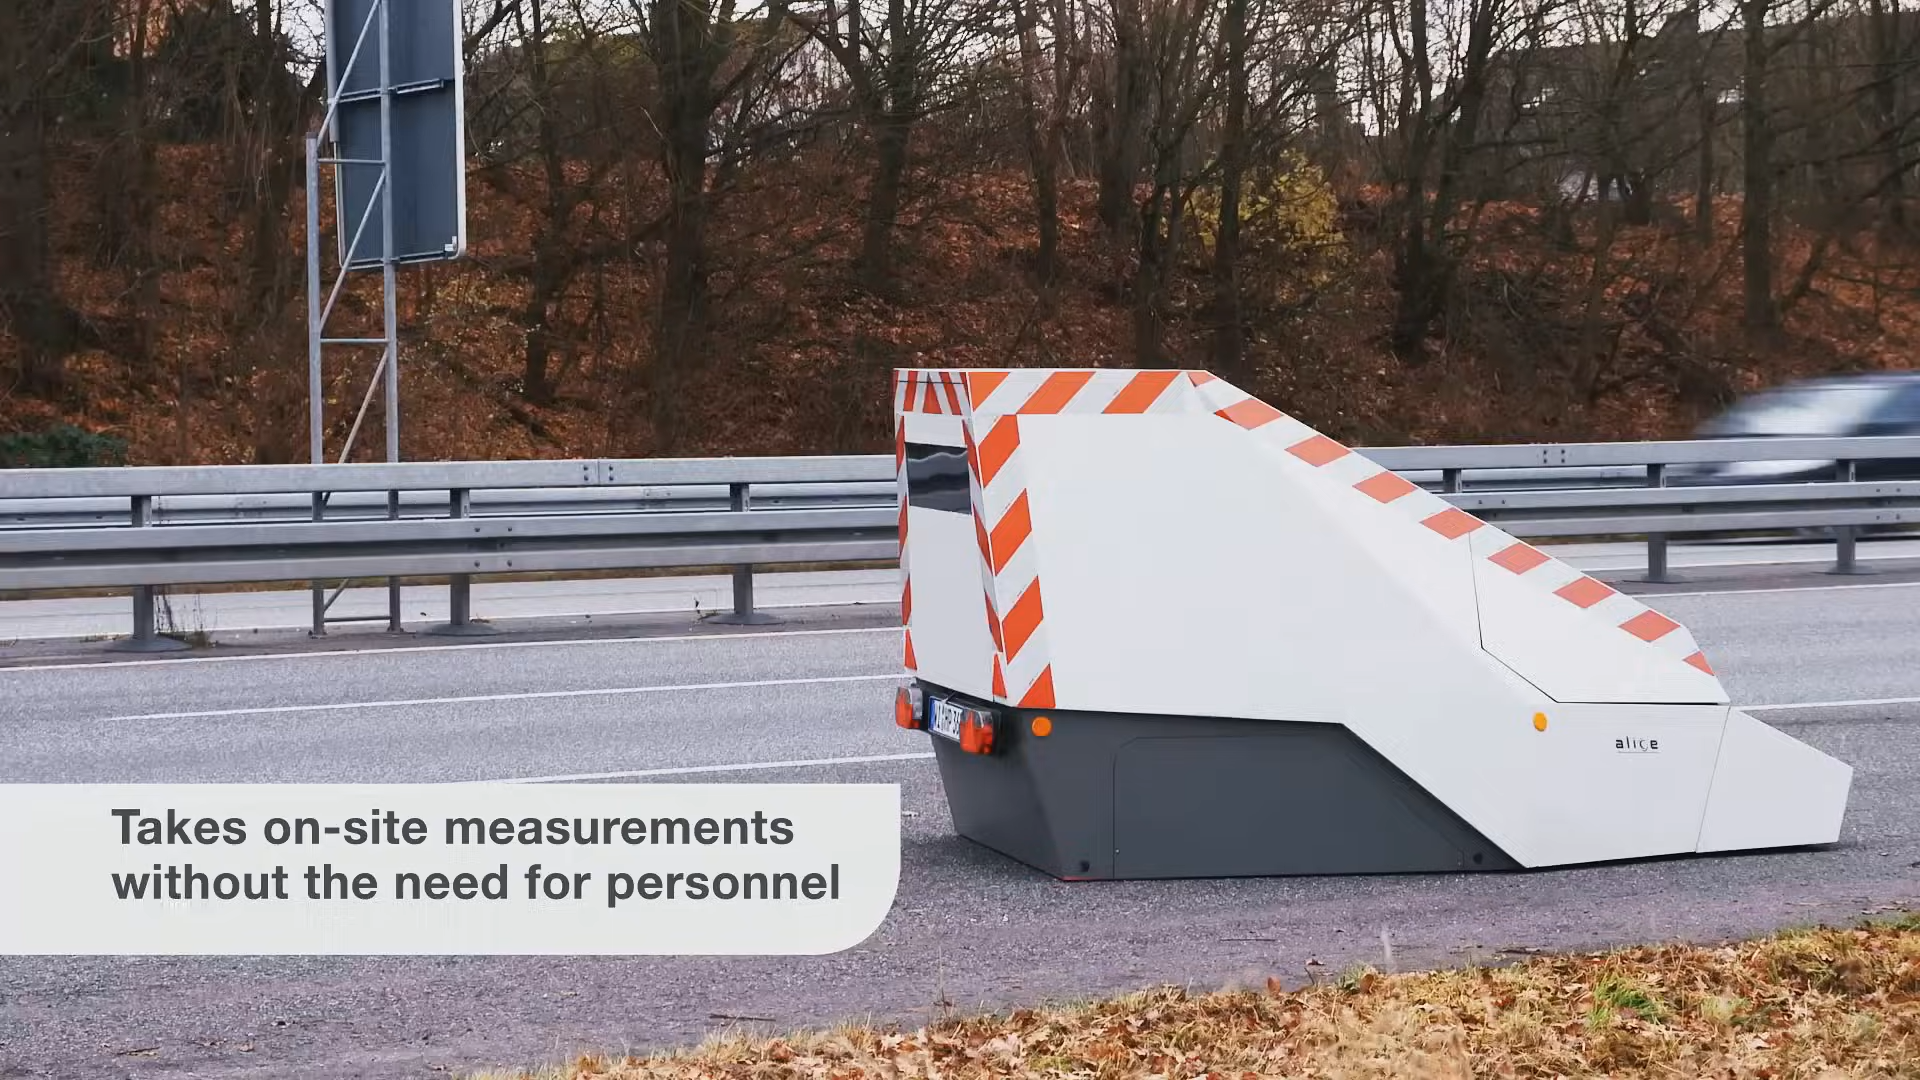 alice
Takes on-site measurements
without the need for personnel